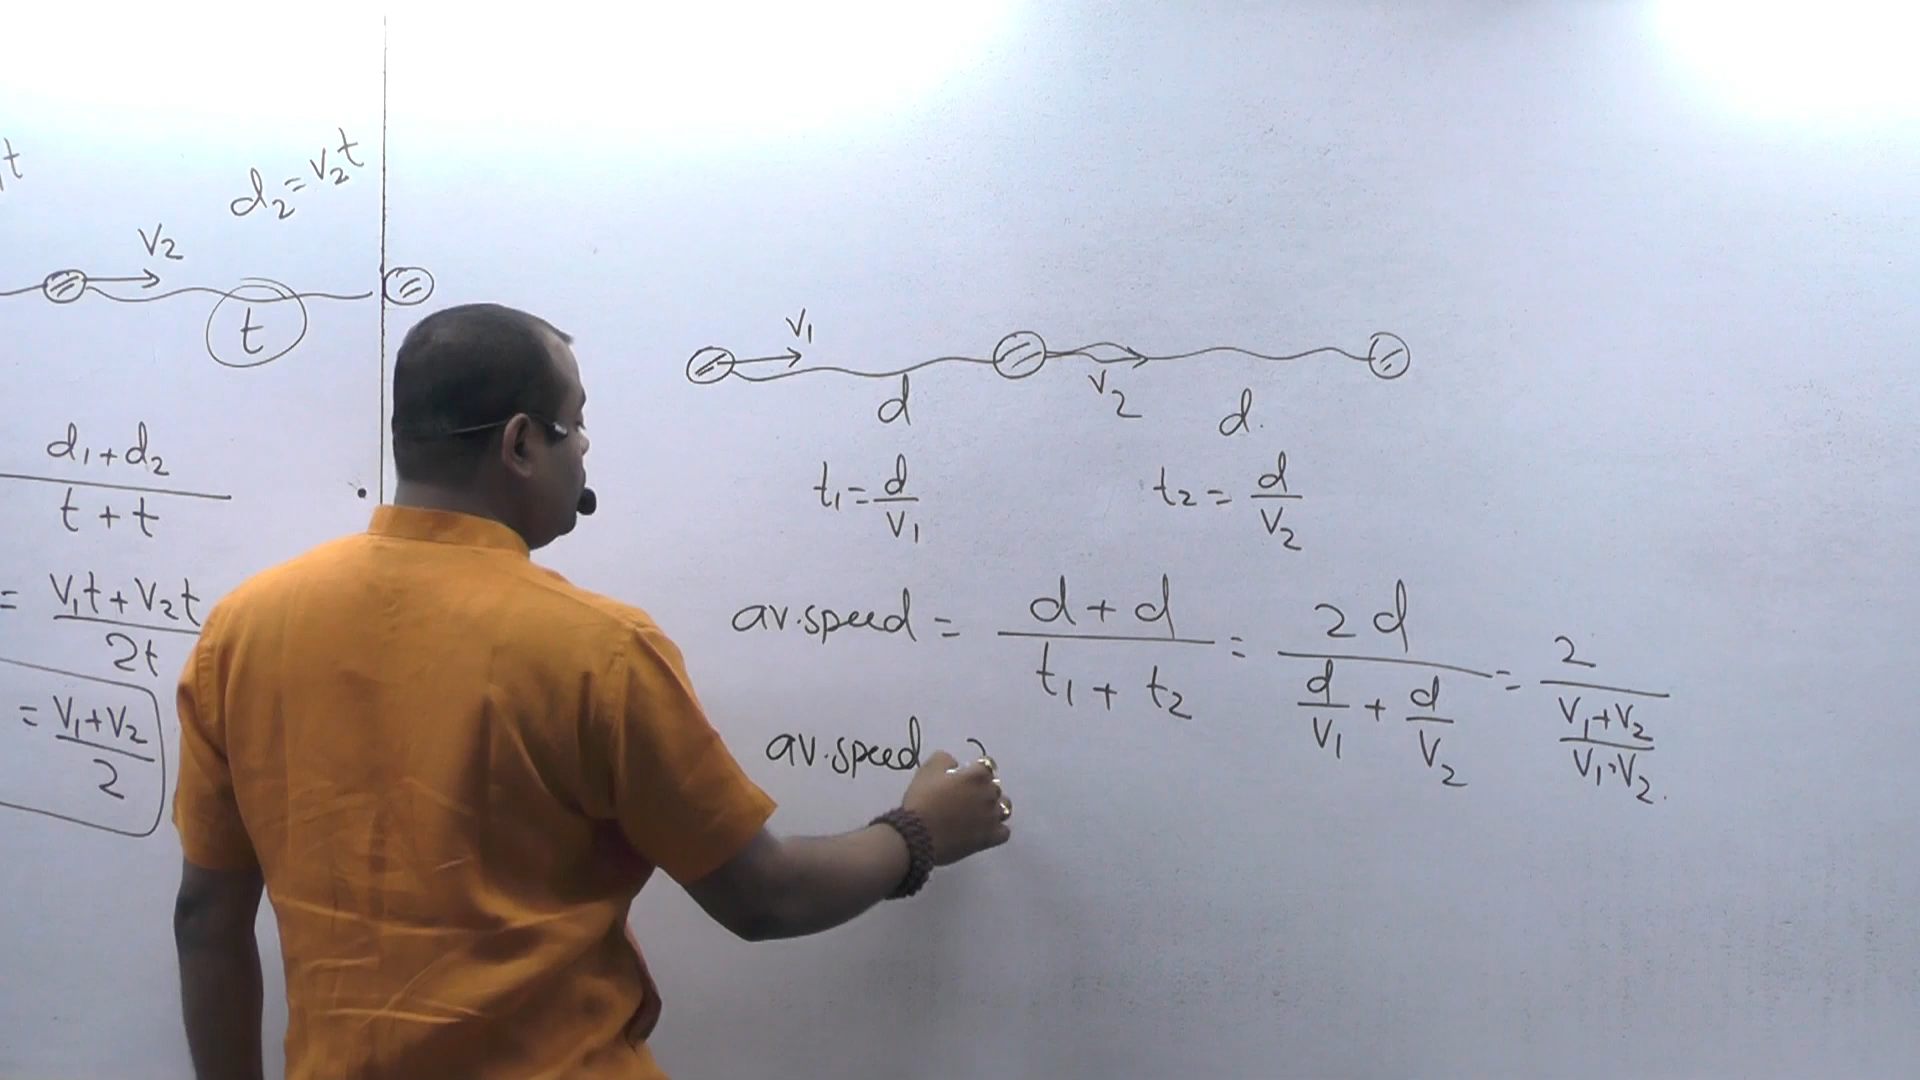 d₂ = v₂t
v₂
t
d₁+d₂
t + t
= v₁t + v₂t
2t
= v₁+v₂
2
v₁
v₂
d
d.
t₁ = d/v₁
t₂ = d/v₂
av. speed = (d + d)/(t₁ + t₂) = 2d/(d/v₁ + d/v₂) = 2/((v₁+v₂)/(v₁.v₂.))
av. speed